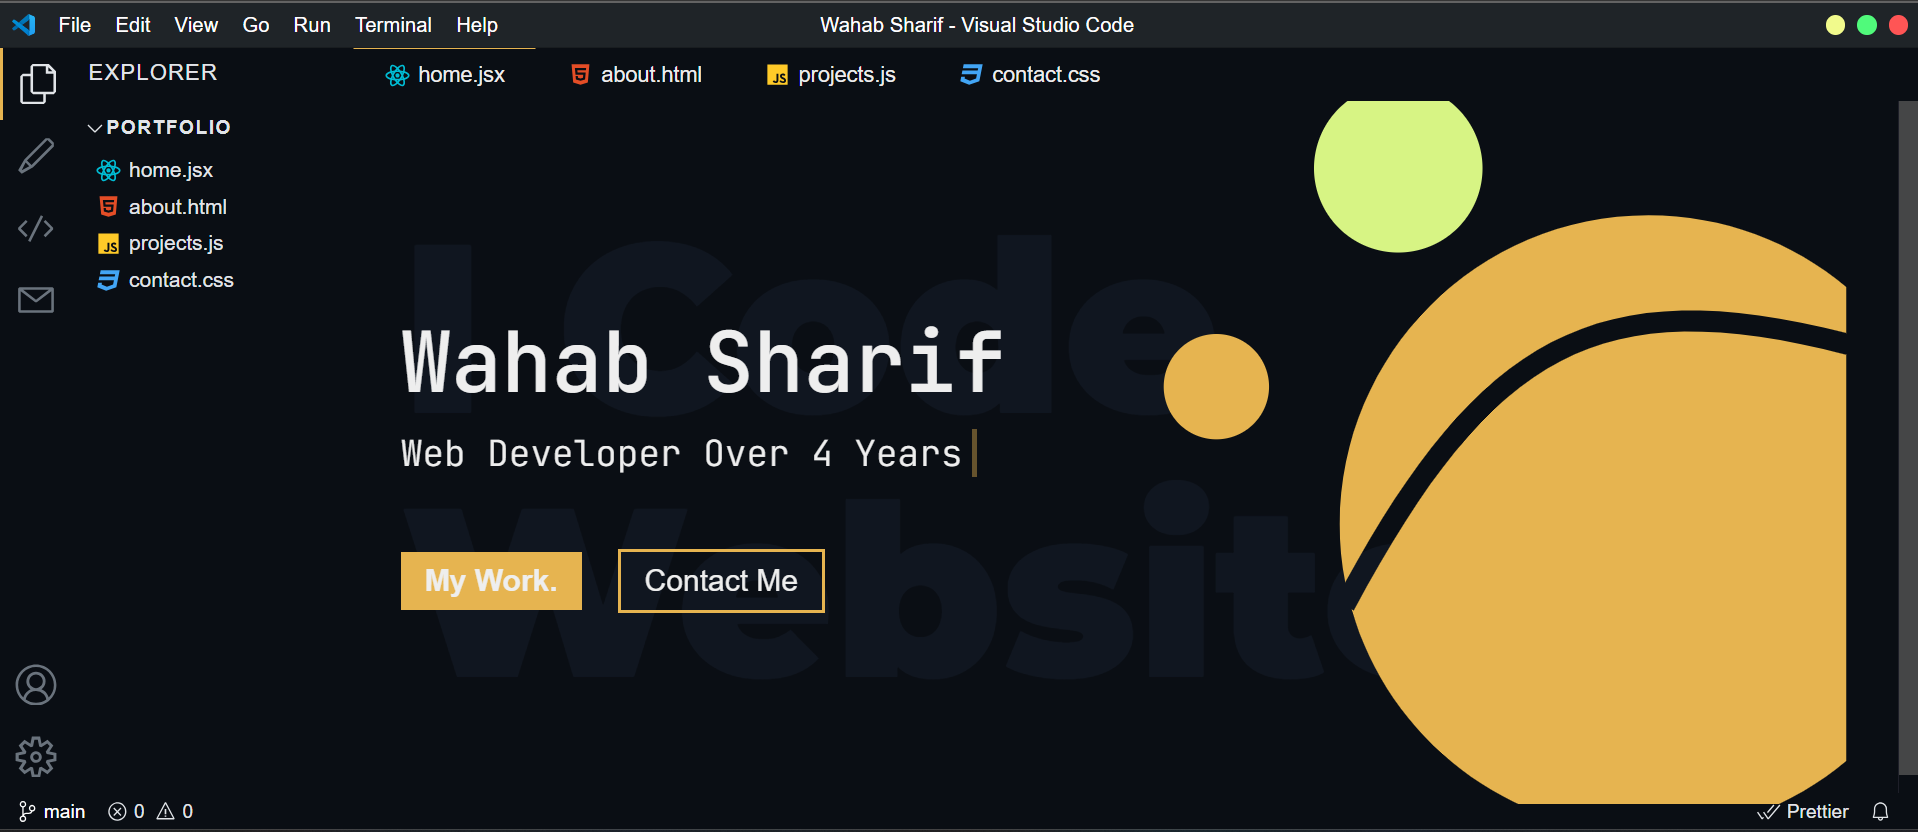 File Edit View Go Run Terminal Help
Wahab Sharif - Visual Studio Code
EXPLORER
PORTFOLIO
home.jsx
about.html
projects.js
contact.css
home.jsx about.html projects.js contact.css
I Code
Wahab Sharif
Web Developer Over 4 Years
Website
My Work. Contact Me
main 0 0
Prettier